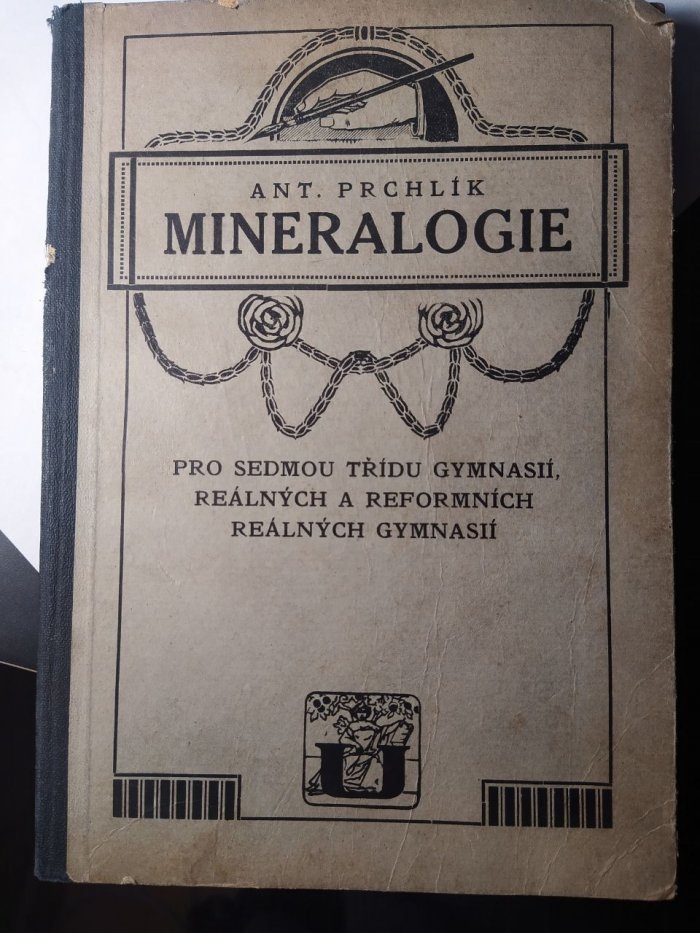 ANT. PRCHLÍK
MINERALOGIE
PRO SEDMOU TŘÍDU GYMNASIÍ,
REÁLNÝCH A REFORMNÍCH
REÁLNÝCH GYMNASIÍ
U